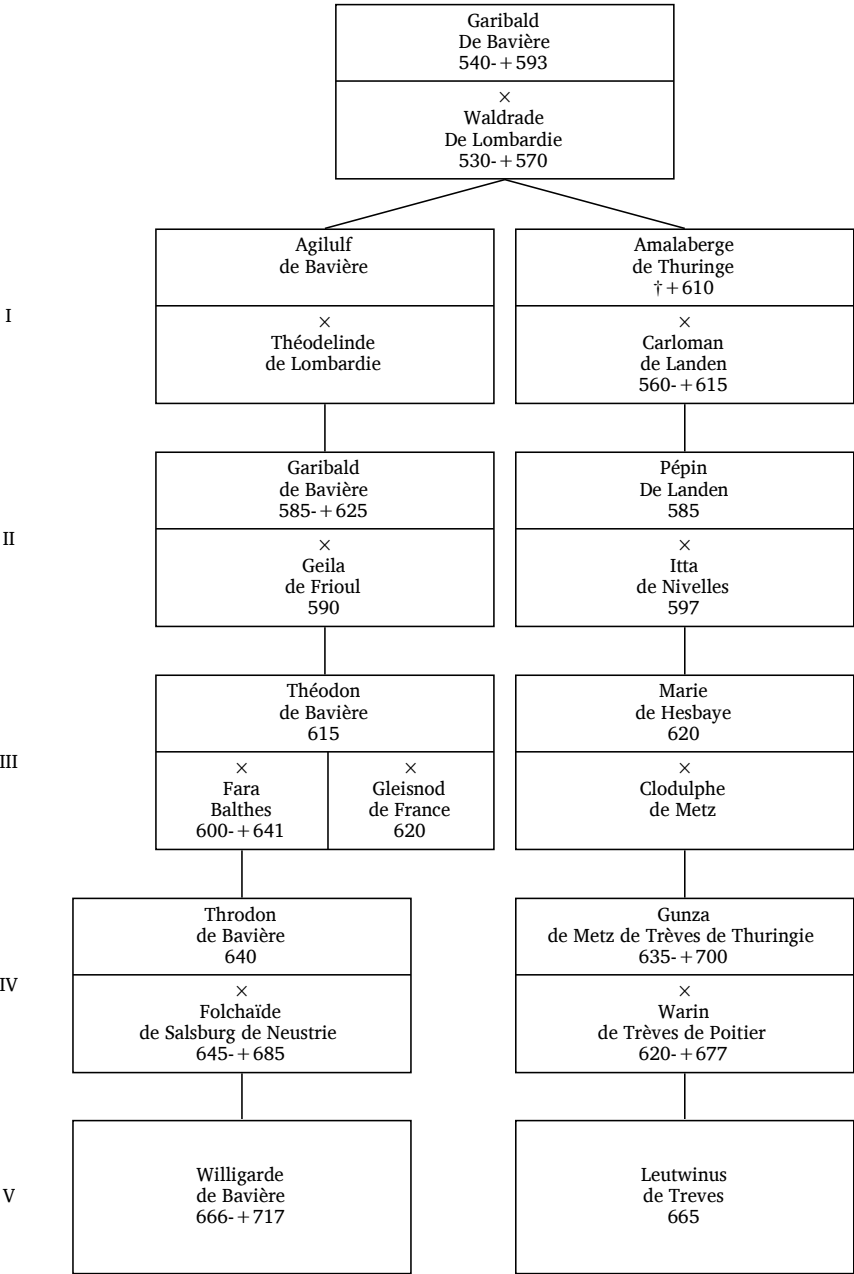 Garibald
De Bavière
540-+593
×
Waldrade
De Lombardie
530-+570
I
Agilulf
de Bavière
×
Théodelinde
de Lombardie
Amalaberge
de Thuringe
†+610
×
Carloman
de Landen
560-+615
II
Garibald
de Bavière
585-+625
×
Geila
de Frioul
590
Pépin
De Landen
585
×
Itta
de Nivelles
597
III
Théodon
de Bavière
615
×
Fara
Balthes
600-+641
×
Gleisnod
de France
620
Marie
de Hesbaye
620
×
Clodulphe
de Metz
IV
Throdon
de Bavière
640
×
Folchaïde
de Salsburg de Neustrie
645-+685
Gunza
de Metz de Trèves de Thuringie
635-+700
×
Warin
de Trèves de Poitier
620-+677
V
Willigarde
de Bavière
666-+717
Leutwinus
de Treves
665